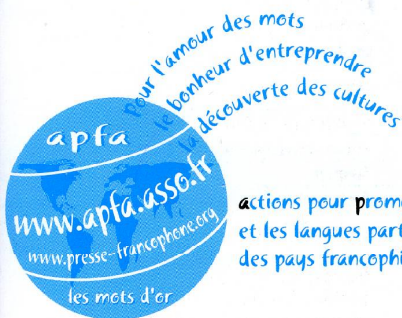 pour l'amour des mots
le bonheur d'entreprendre
la découverte des cultures
apfa
www.apfa.asso.fr
www.presse-francophone.org
les mots d'or
actions pour prom
et les langues part
des pays francophi